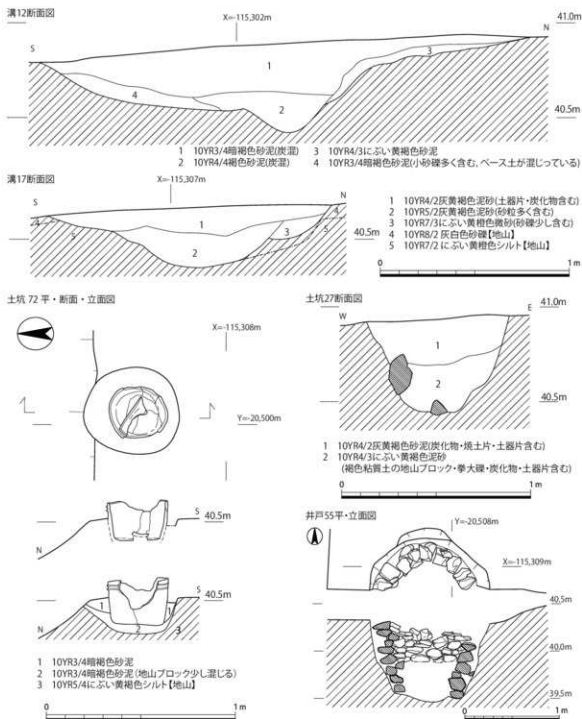 溝12断面図
X=-115,302m
41.0m
S
N
1
3
4
2
40.5m
1 10YR3/4暗褐色砂泥(炭混)
2 10YR4/4褐色砂泥(炭混)
3 10YR4/3にぶい黄褐色砂泥
4 10YR3/4暗褐色砂泥(小砂礫多く含む、ベース土が混じっている)
溝17断面図
X=-115,307m
S
N
4
5
1
2
3
5
4
40.5m
1 10YR4/2灰黄褐色泥砂(土器片・炭化物含む)
2 10YR5/2灰黄褐色泥砂(砂粒多く含む)
3 10YR7/3にぶい黄橙色微砂(砂礫少し含む)
4 10YR8/2 灰白色砂礫【地山】
5 10YR7/2 にぶい黄橙色シルト【地山】
0
1 m
土坑 72 平・断面・立面図
X=-115,308m
Y=-20,500m
S
40.5m
N
S
40.5m
1
1
2
3
N
1 10YR3/4暗褐色砂泥
2 10YR3/4暗褐色砂泥(地山ブロック少し混じる)
3 10YR5/4にぶい黄褐色シルト【地山】
0
1 m
土坑27断面図
W
E
41.0m
1
2
40.5m
1 10YR4/2灰黄褐色砂泥(炭化物・焼土片・土器片含む)
2 10YR4/3にぶい黄褐色泥砂
(褐色粘質土の地山ブロック・拳大礫・炭化物・土器片含む)
0
1 m
井戸55平・立面図
Y=-20,508m
X=-115,309m
40.5m
40.0m
39.5m
0
1m